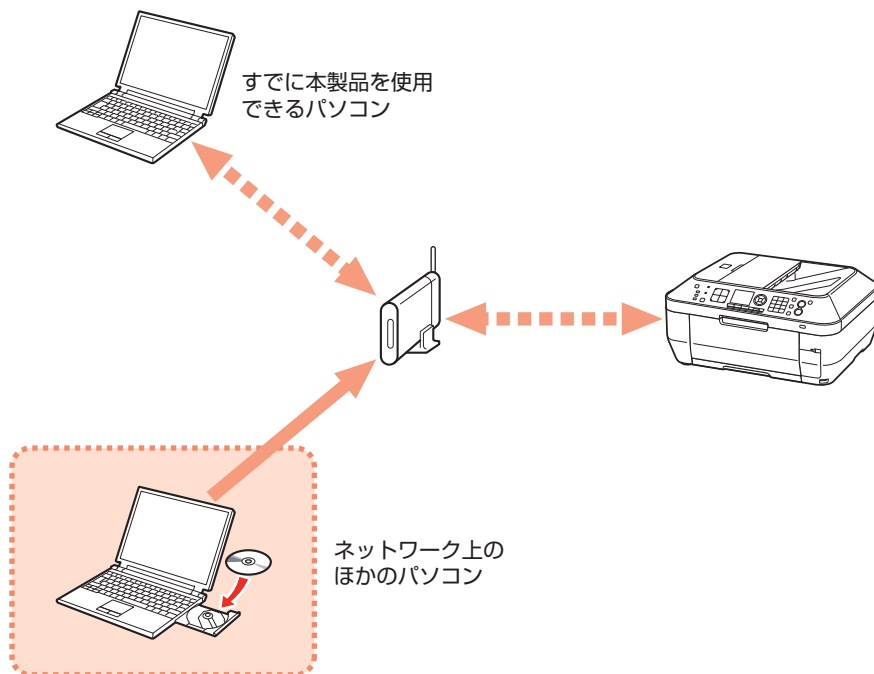 すでに本製品を使用
できるパソコン
ネットワーク上の
ほかのパソコン